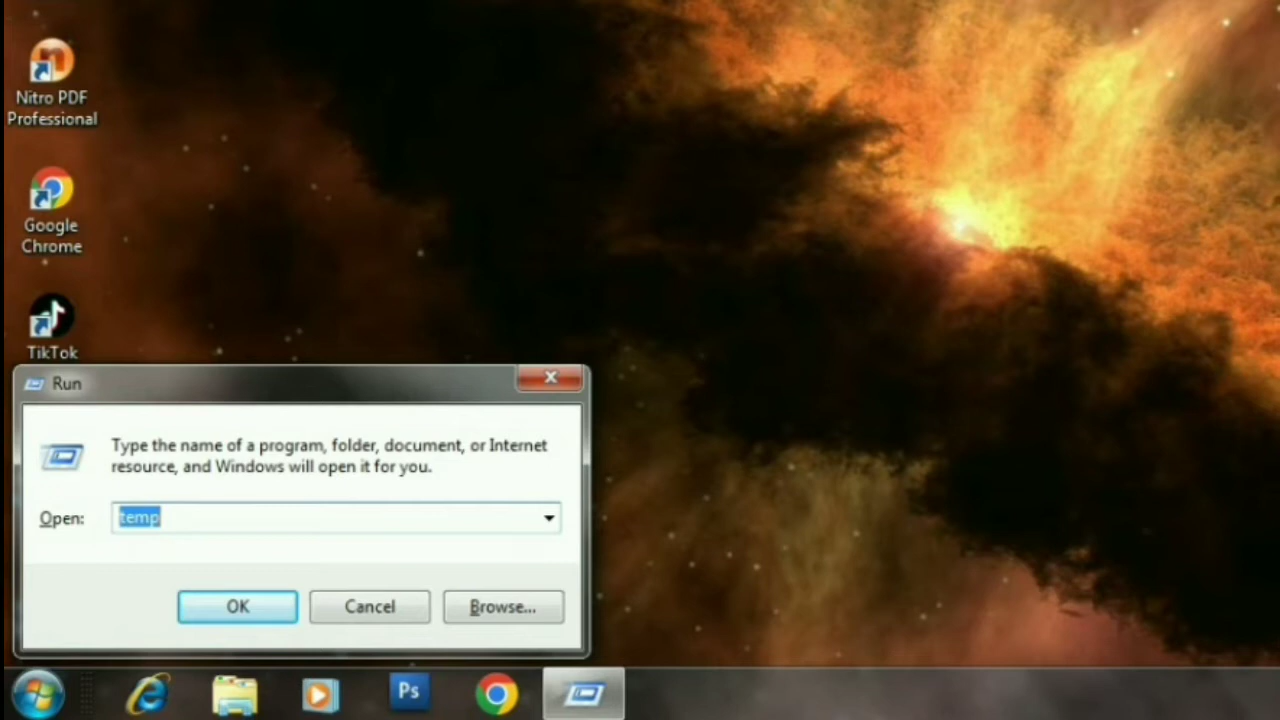 Nitro PDF
Professional
Google
Chrome
TikTok
Run
Type the name of a program, folder, document, or Internet
resource, and Windows will open it for you.
Open:
temp
OK
Cancel
Browse...
Ps